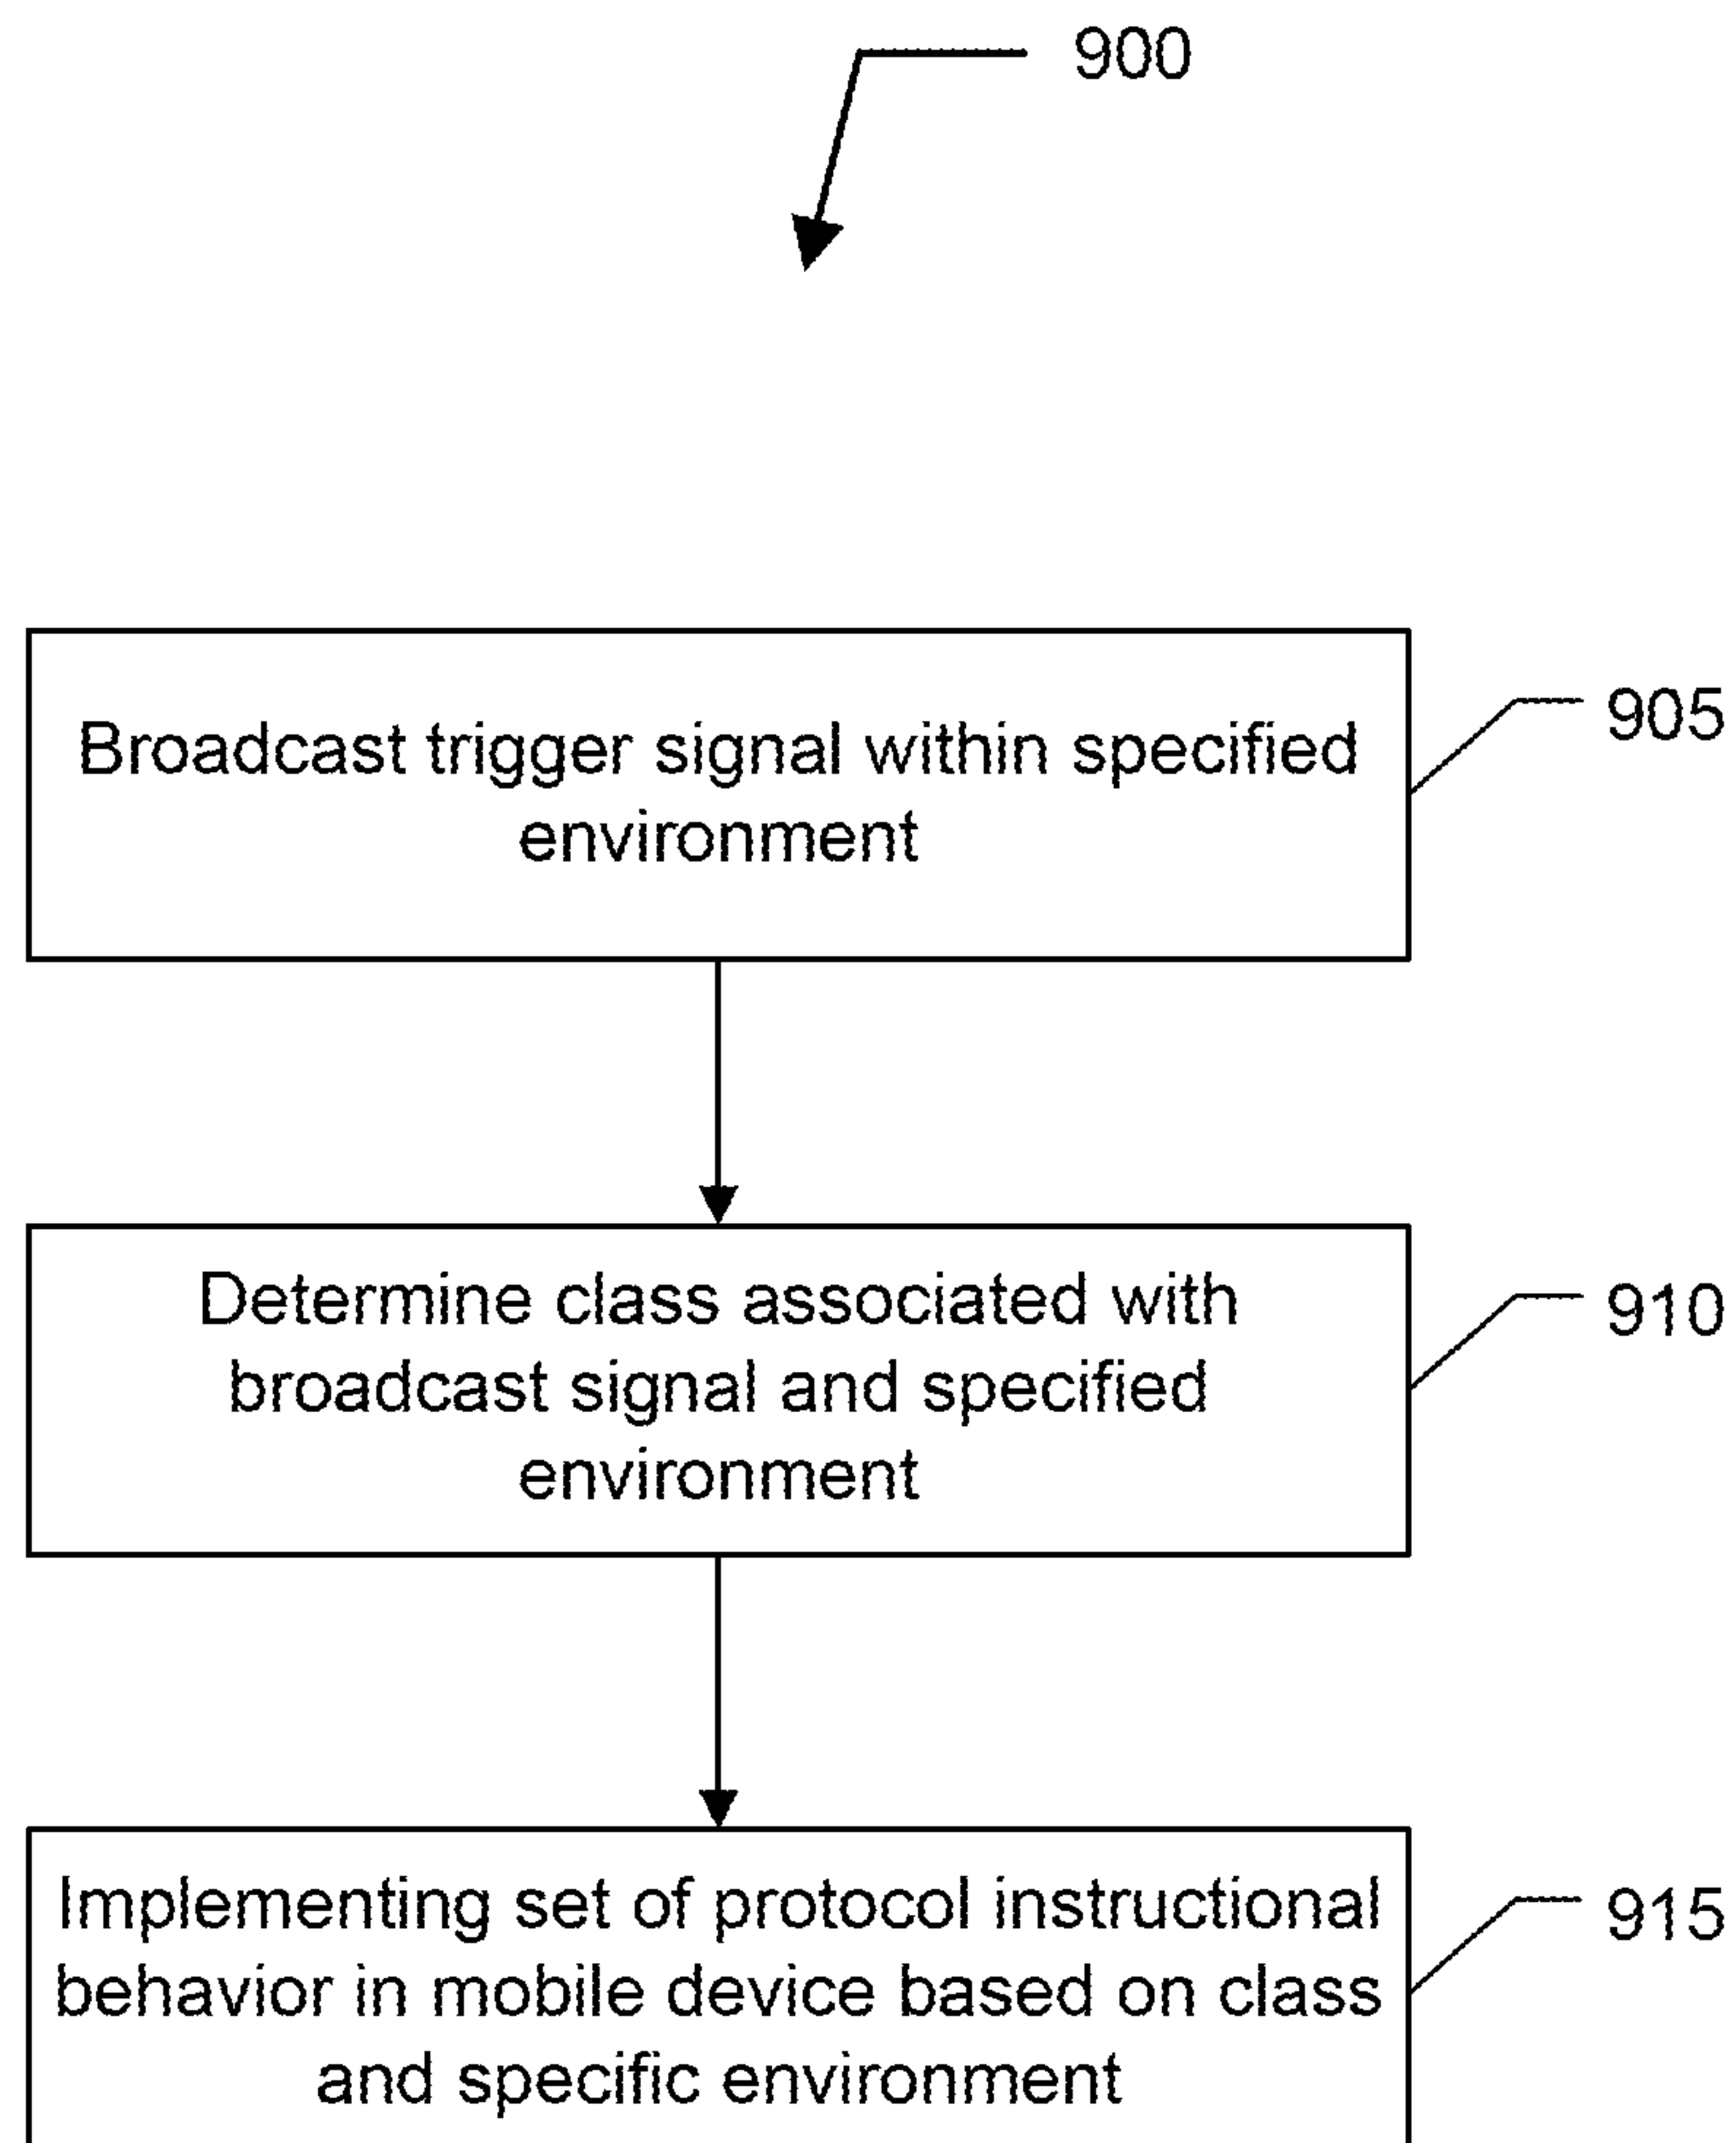 900
Broadcast trigger signal within specified
environment
905
Determine class associated with
broadcast signal and specified
environment
910
Implementing set of protocol instructional
behavior in mobile device based on class
and specific environment
915